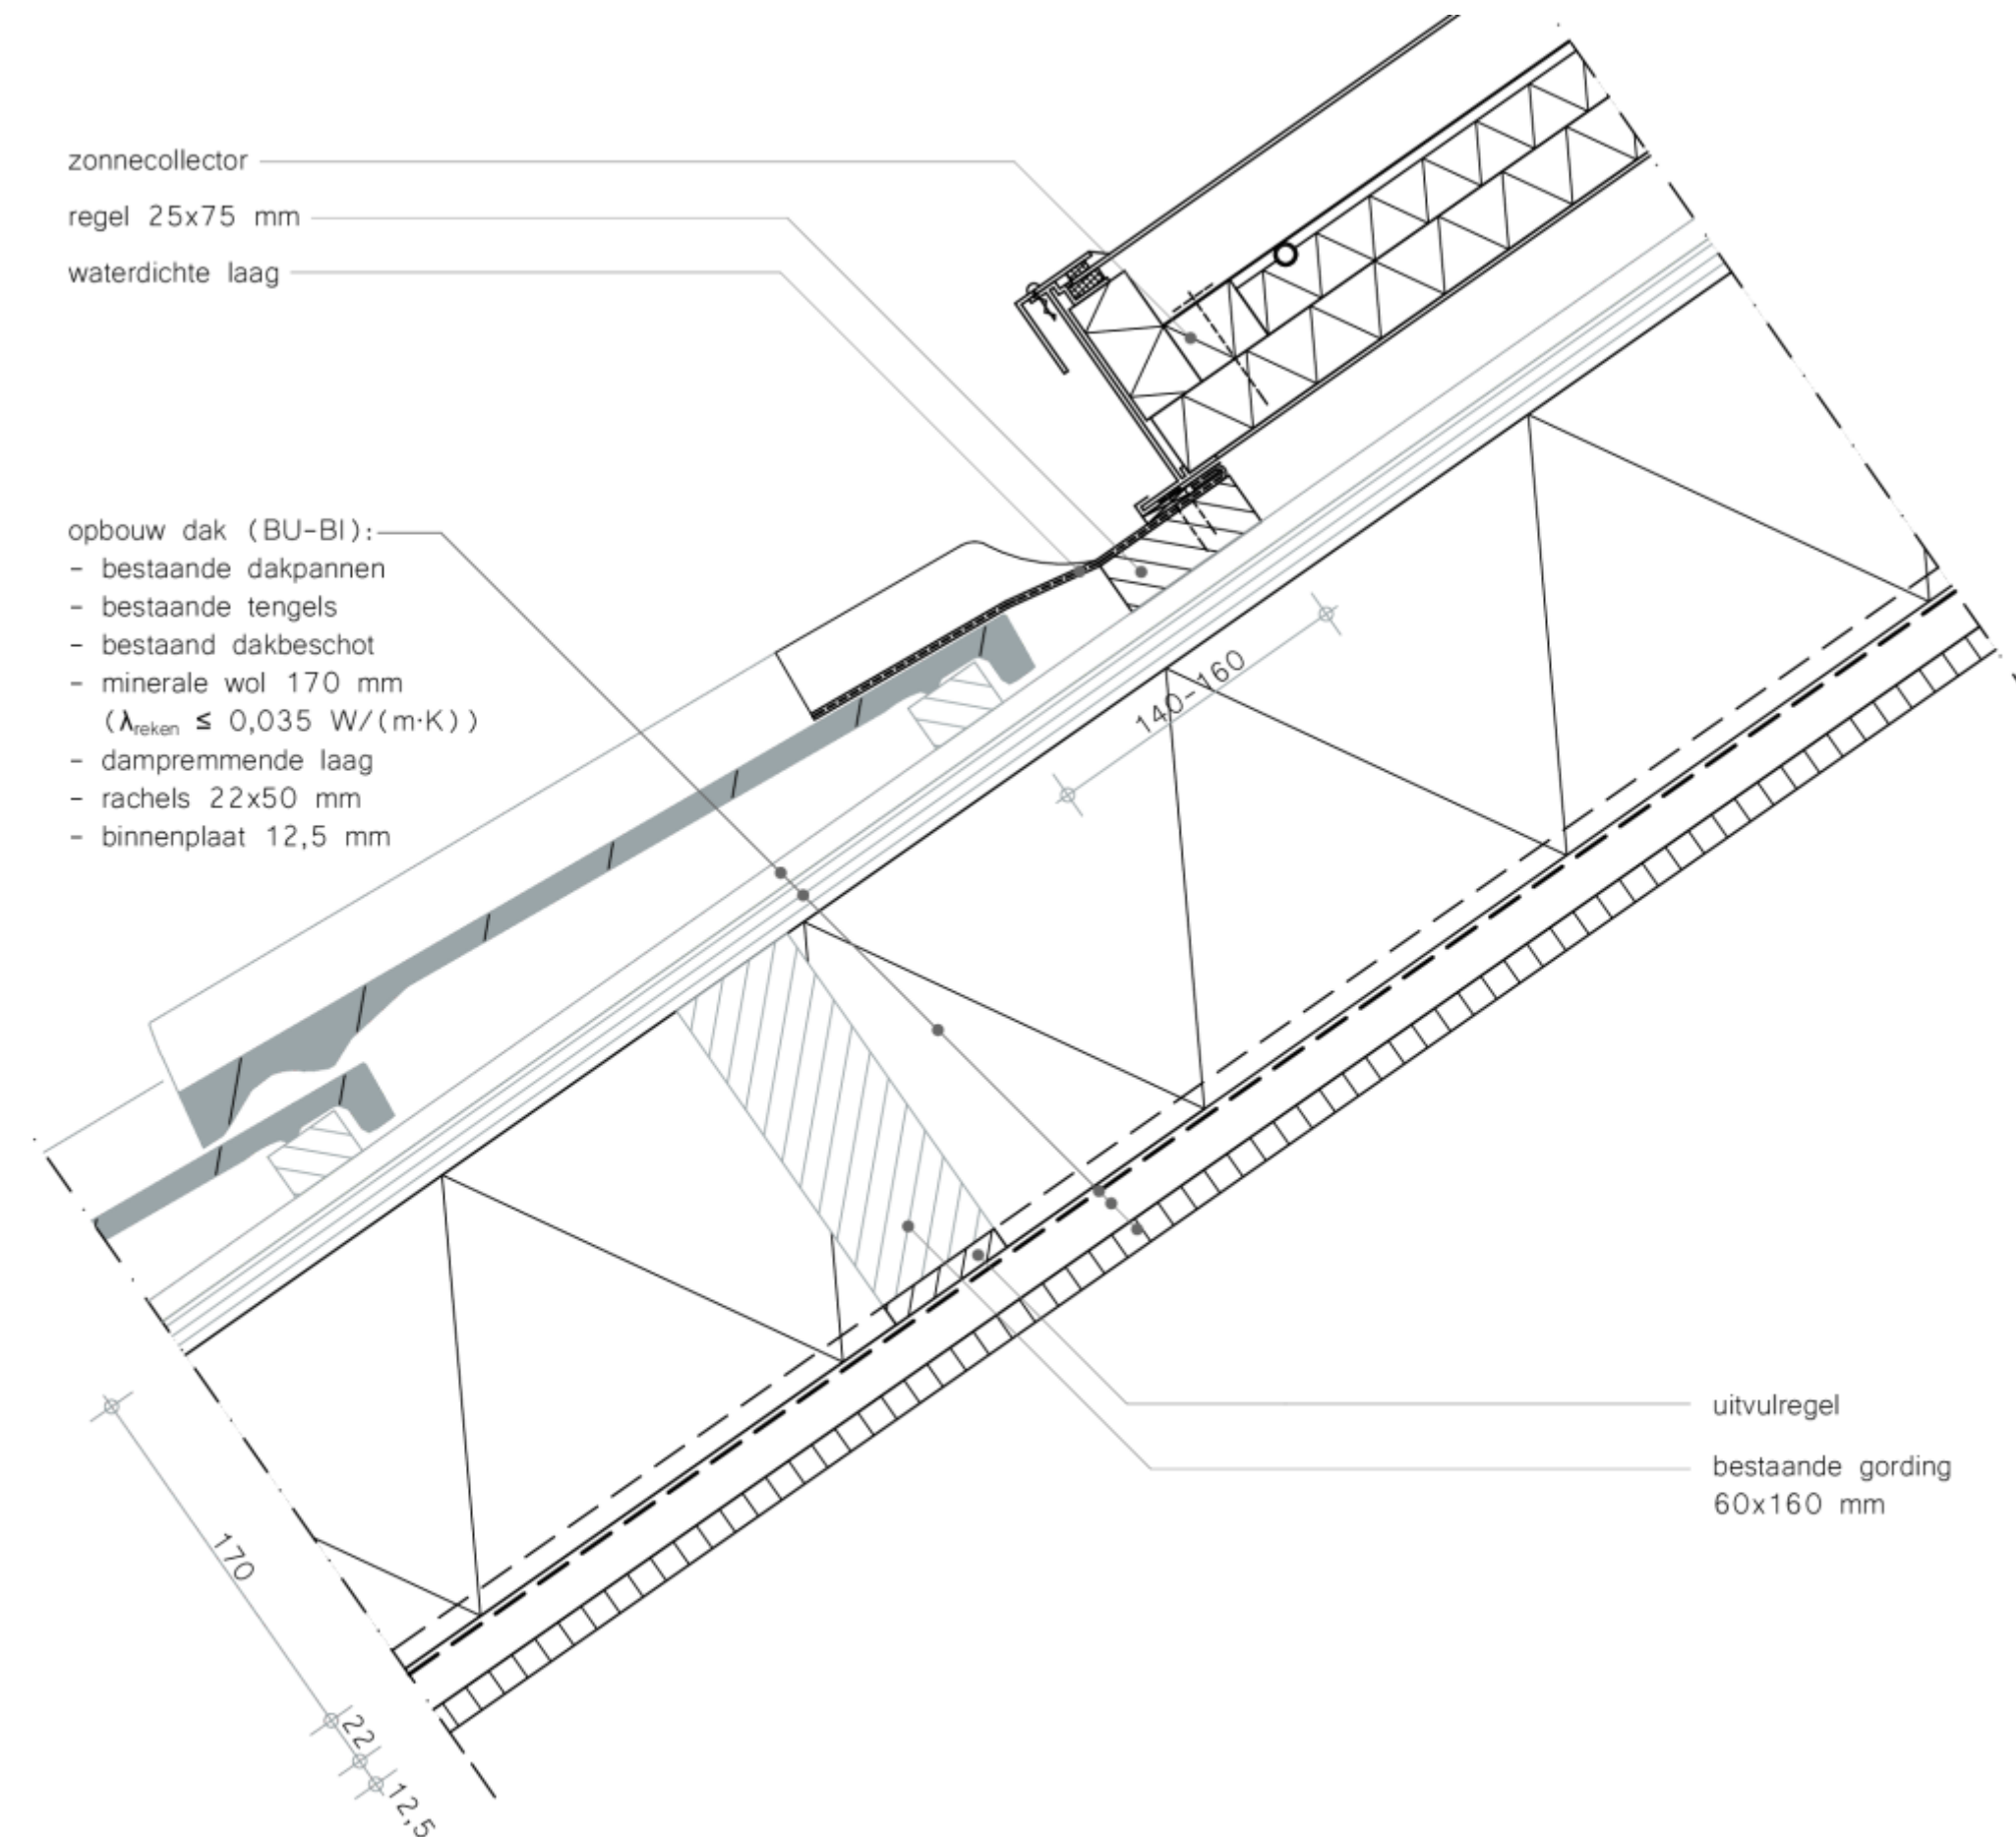 zonnecollector
regel 25x75 mm
waterdichte laag
opbouw dak (BU-BI):
- bestaande dakpannen
- bestaande tengels
- bestaand dakbeschot
- minerale wol 170 mm
(λreken ≤ 0,035 W/(m·K))
- dampremmende laag
- rachels 22x50 mm
- binnenplaat 12,5 mm
140-160
uitvulregel
bestaande gording
60x160 mm
170
22
12,5